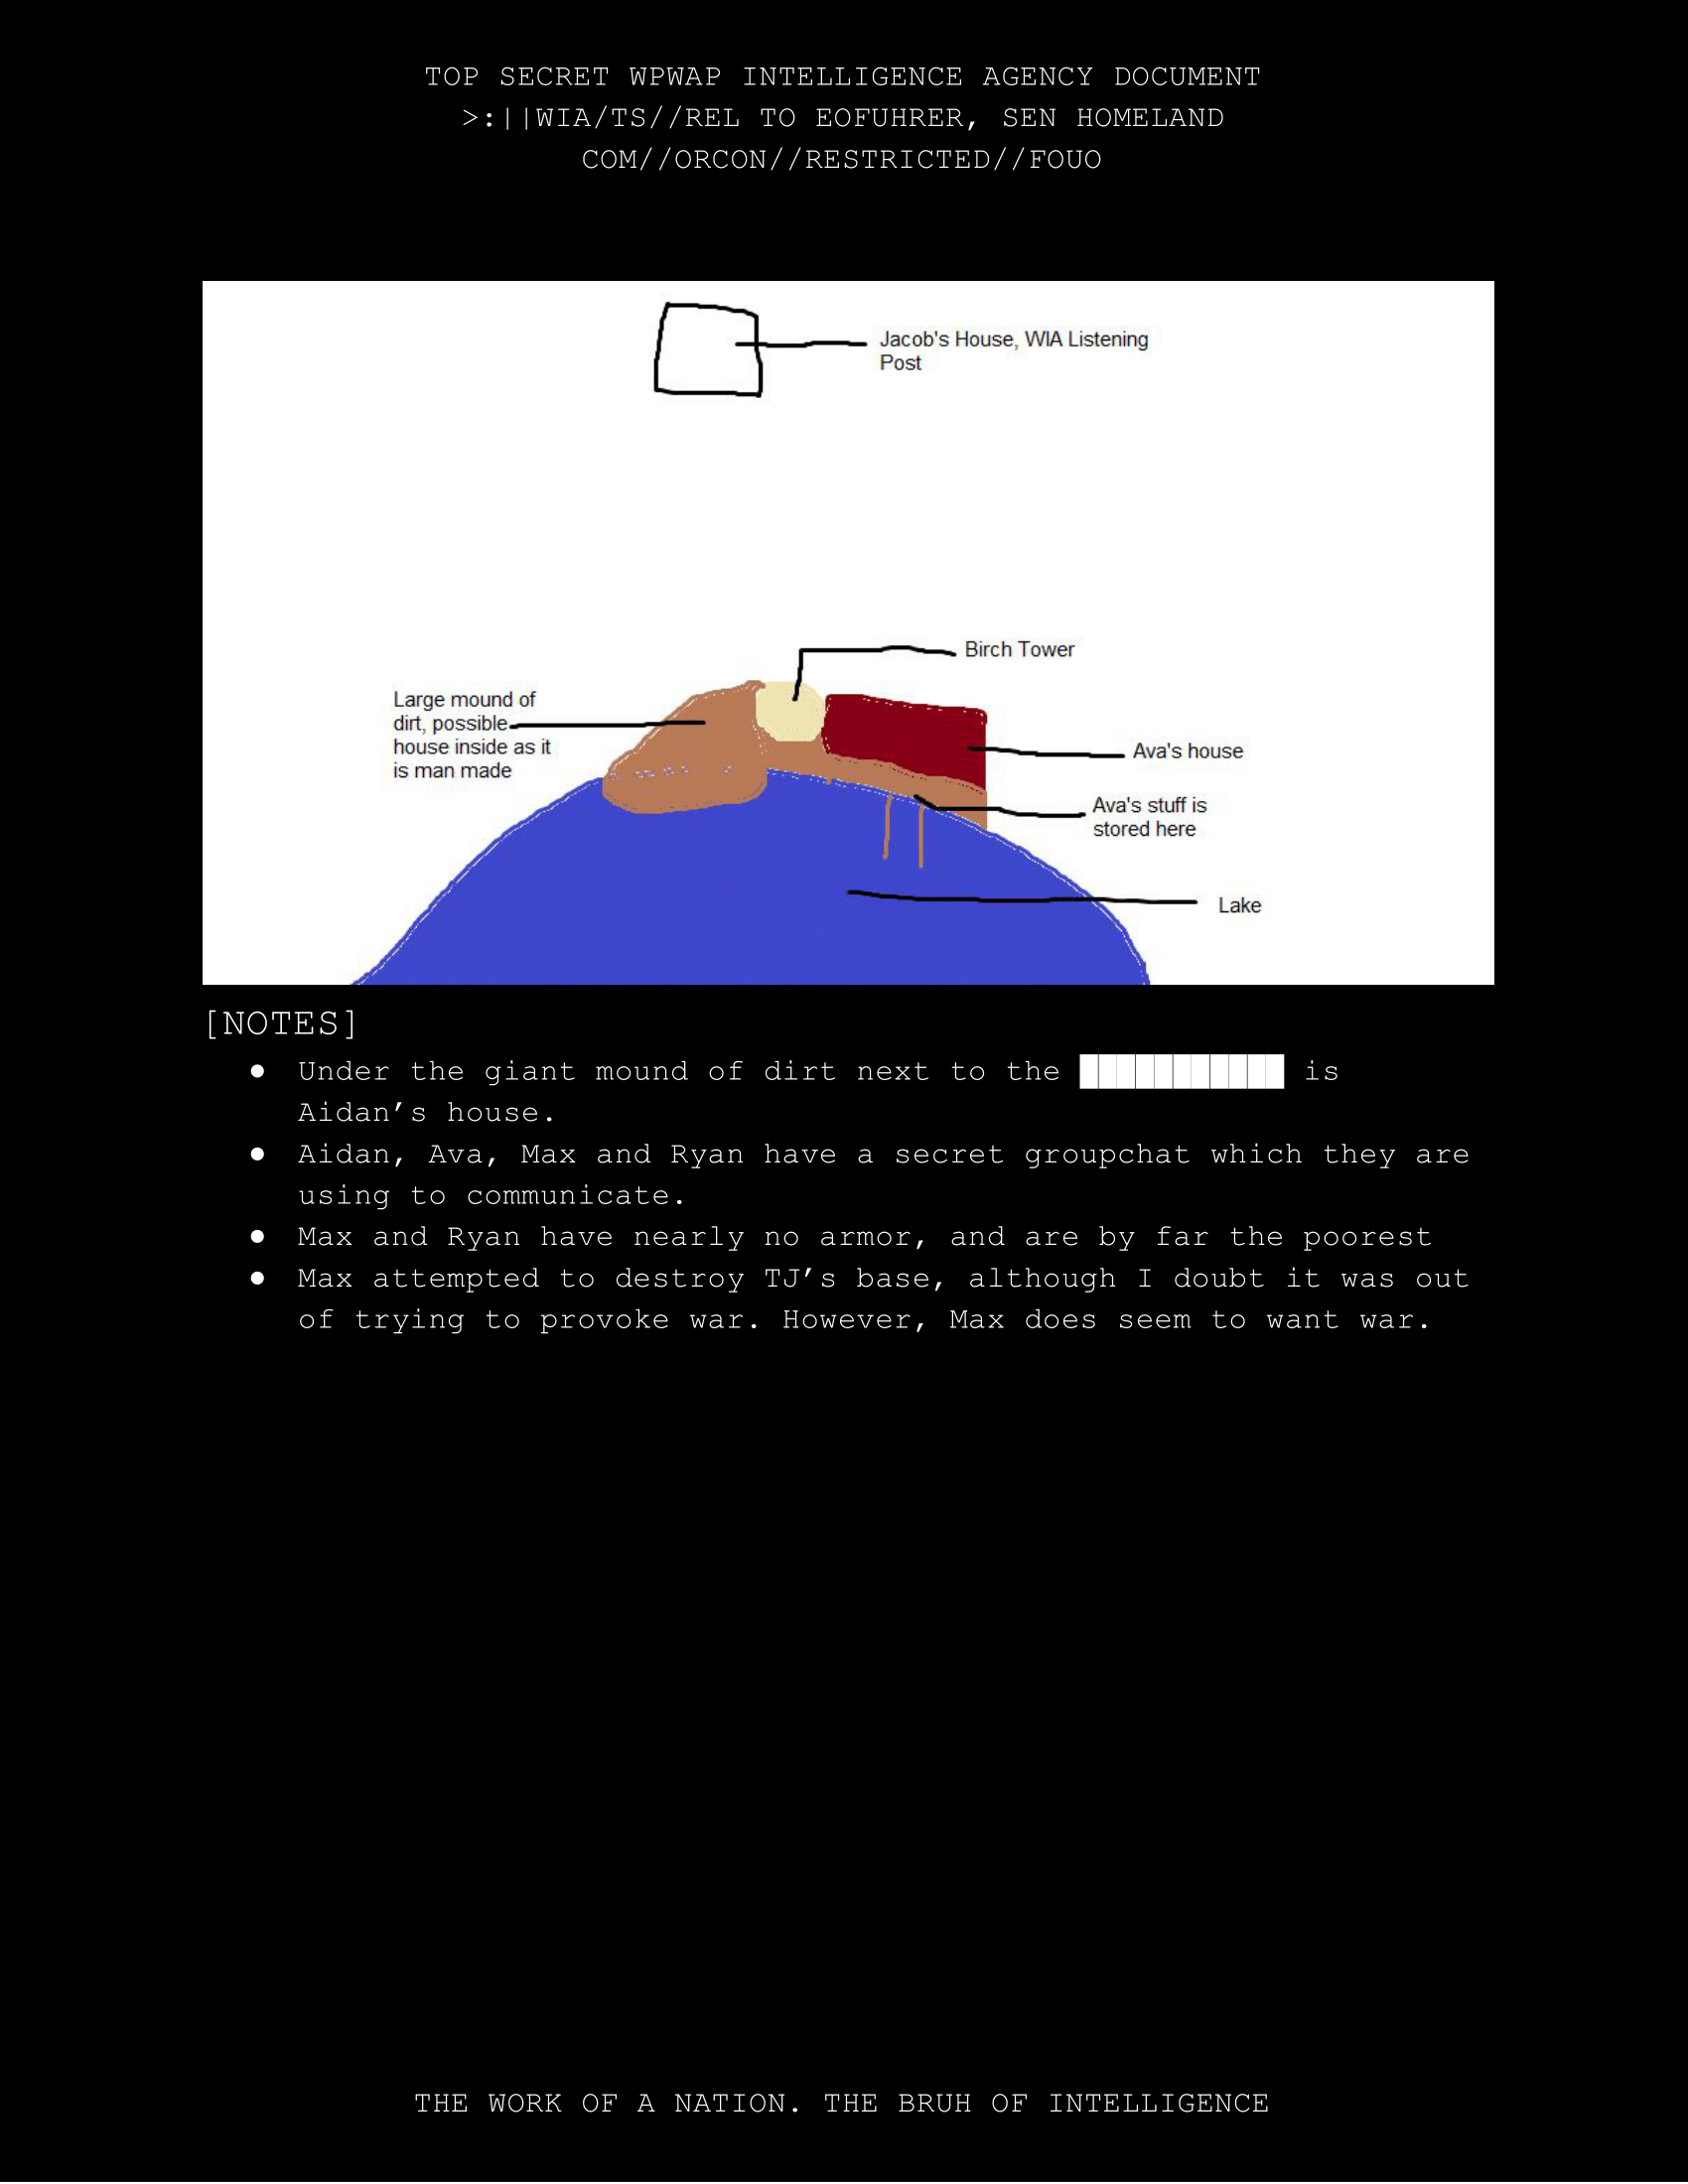 TOP SECRET WPWAP INTELLIGENCE AGENCY DOCUMENT
>:||WIA/TS//REL TO EOFUHRER, SEN HOMELAND
COM//ORCON//RESTRICTED//FOUO
Jacob's House, WIA Listening
Post
Birch Tower
Large mound of
dirt, possible
house inside as it
is man made
Ava's house
Ava's stuff is
stored here
Lake
[NOTES]
● Under the giant mound of dirt next to the ███████████ is
Aidan’s house.
● Aidan, Ava, Max and Ryan have a secret groupchat which they are
using to communicate.
● Max and Ryan have nearly no armor, and are by far the poorest
● Max attempted to destroy TJ’s base, although I doubt it was out
of trying to provoke war. However, Max does seem to want war.
THE WORK OF A NATION. THE BRUH OF INTELLIGENCE